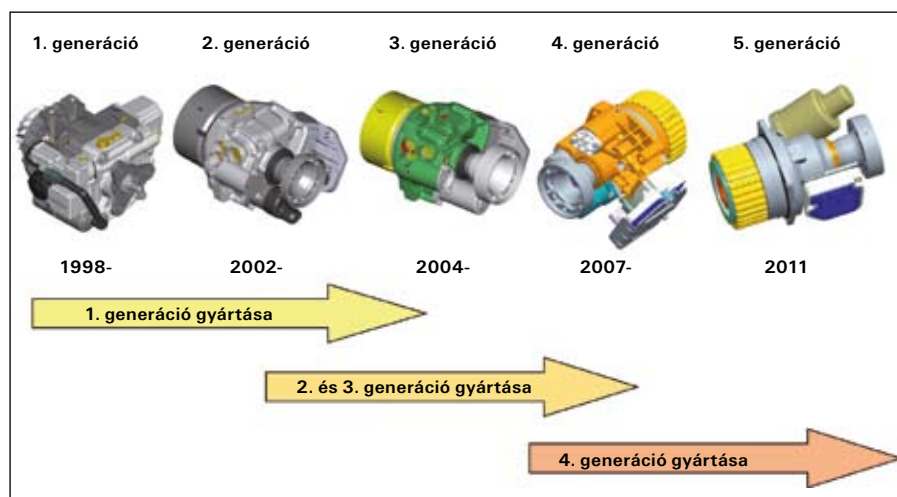 1. generáció 2. generáció 3. generáció 4. generáció 5. generáció
1998- 2002- 2004- 2007- 2011
1. generáció gyártása
2. és 3. generáció gyártása
4. generáció gyártása